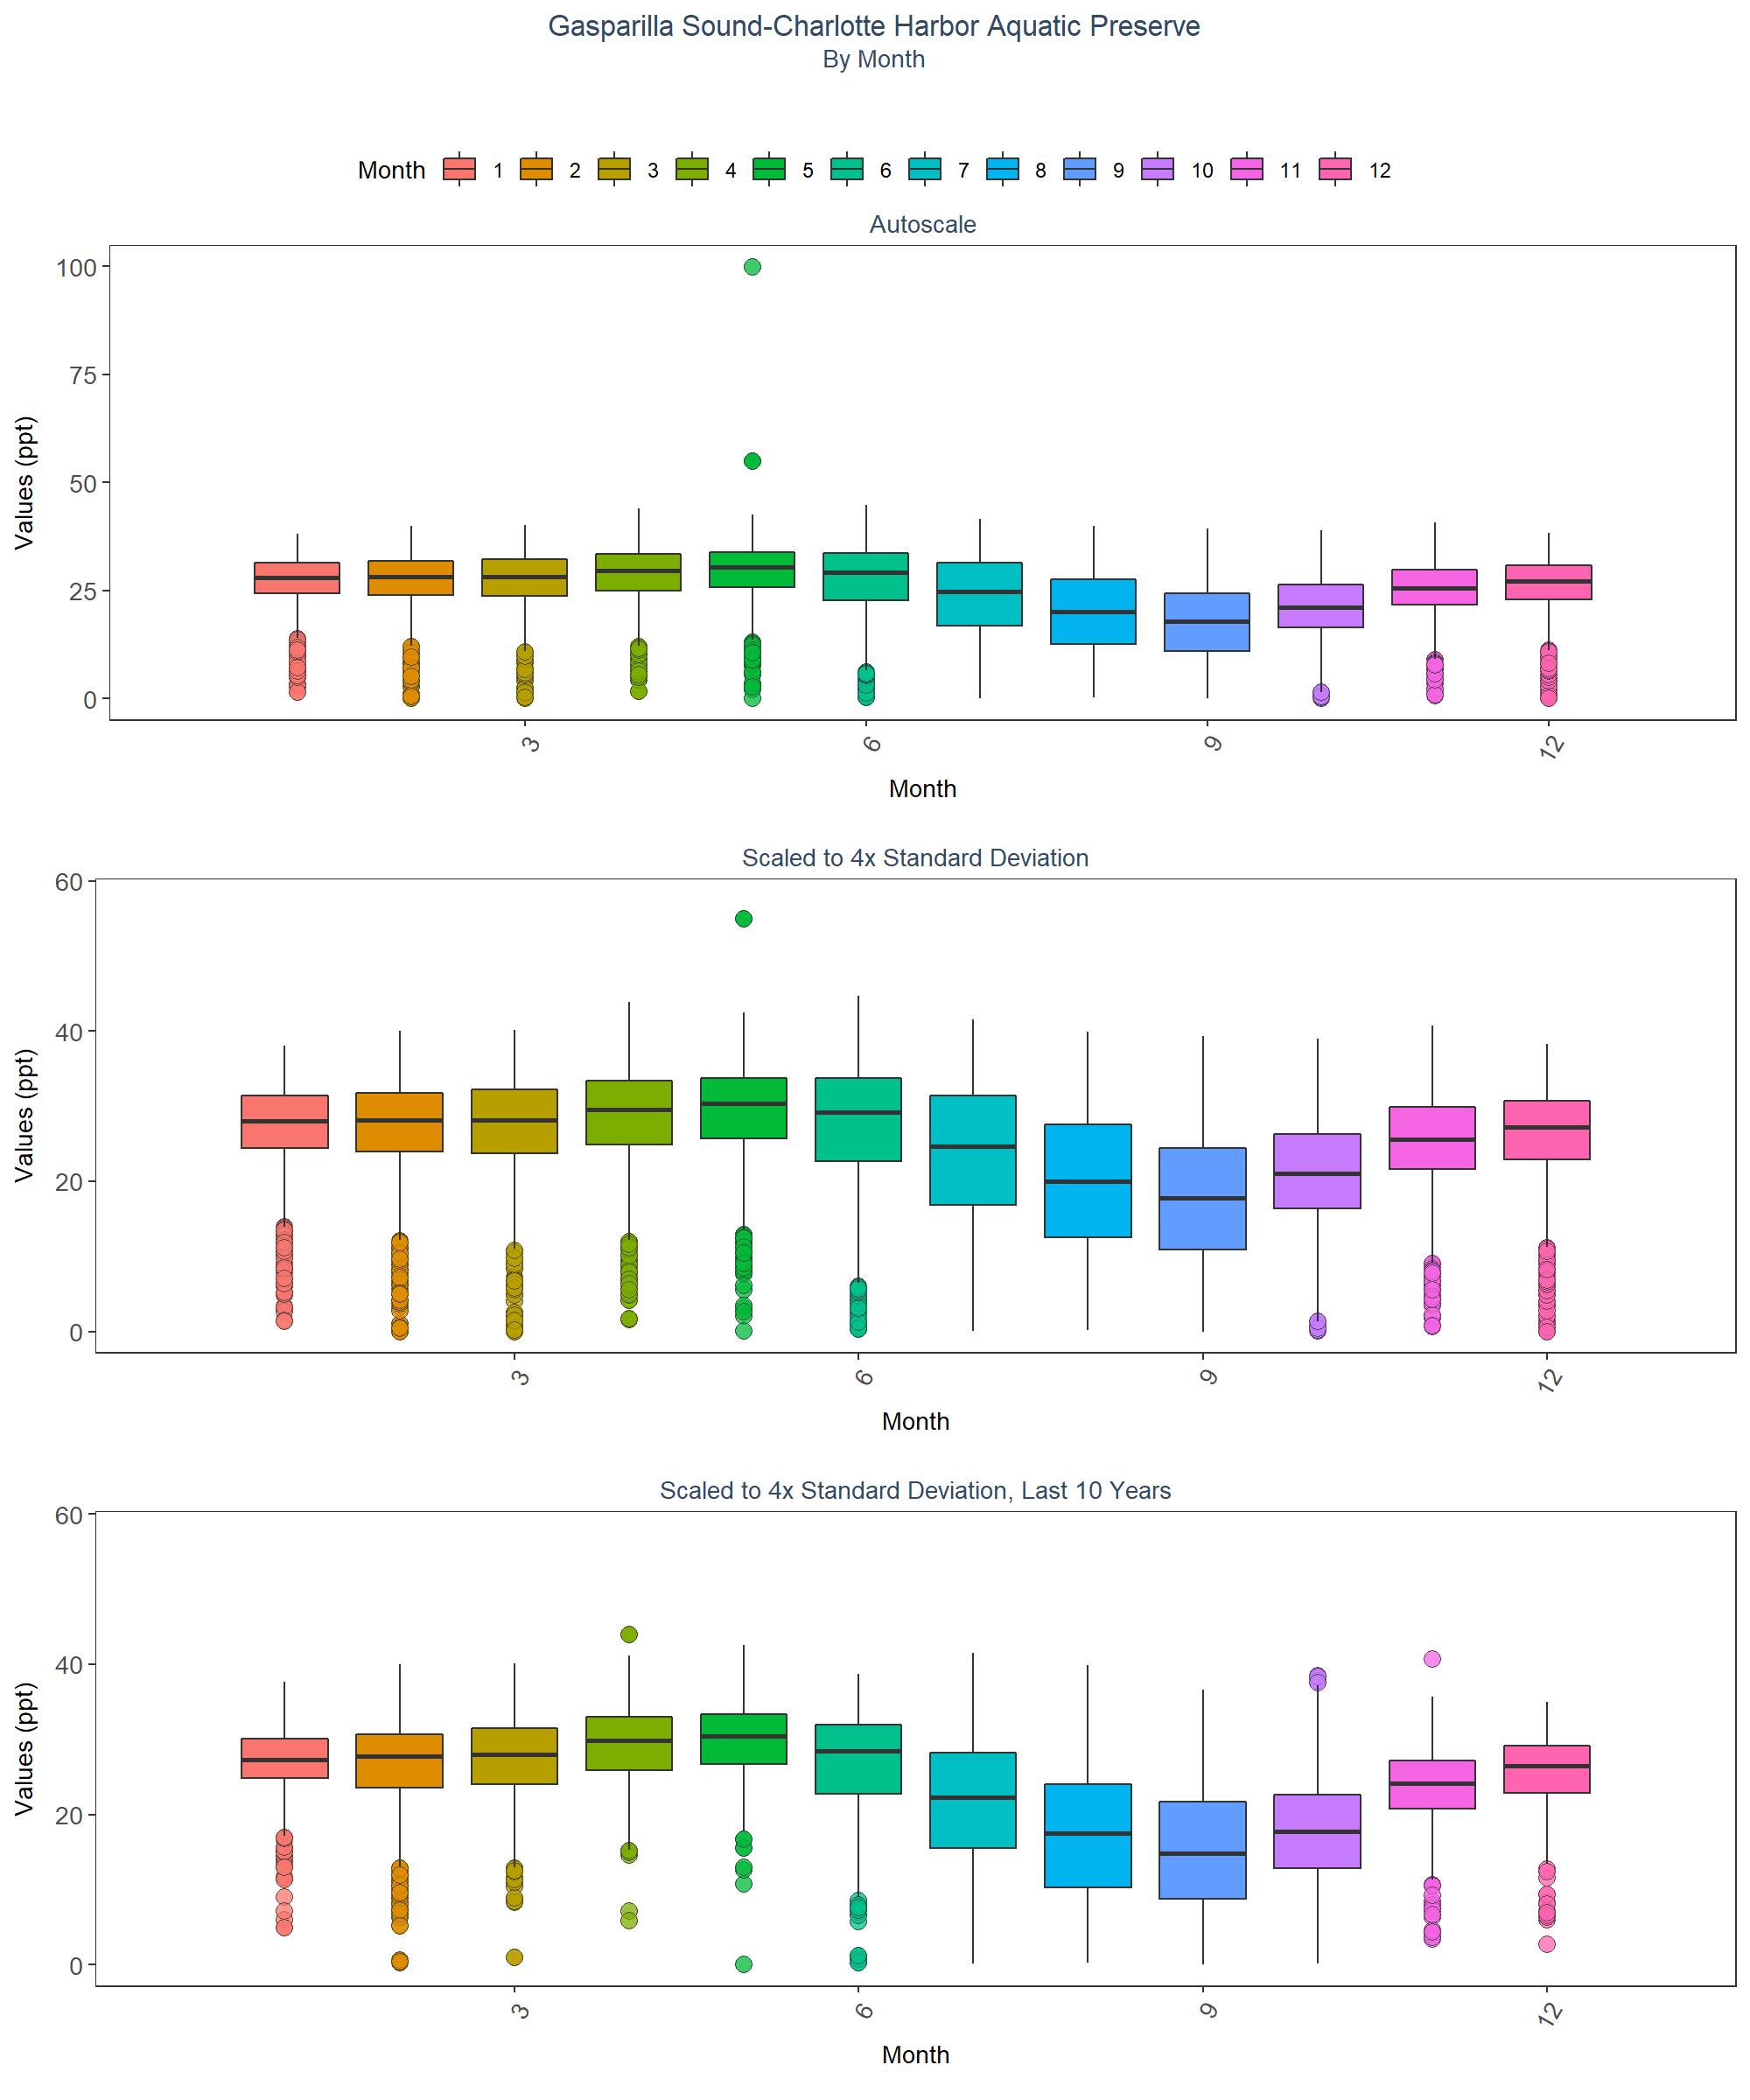 Gasparilla Sound-Charlotte Harbor Aquatic Preserve
By Month
Month 1 2 3 4 5 6 7 8 9 10 11 12
Autoscale
100
75
50
25
0
Values (ppt)
3 6 9 12
Month
Scaled to 4x Standard Deviation
60
40
20
0
Values (ppt)
3 6 9 12
Month
Scaled to 4x Standard Deviation, Last 10 Years
60
40
20
0
Values (ppt)
3 6 9 12
Month